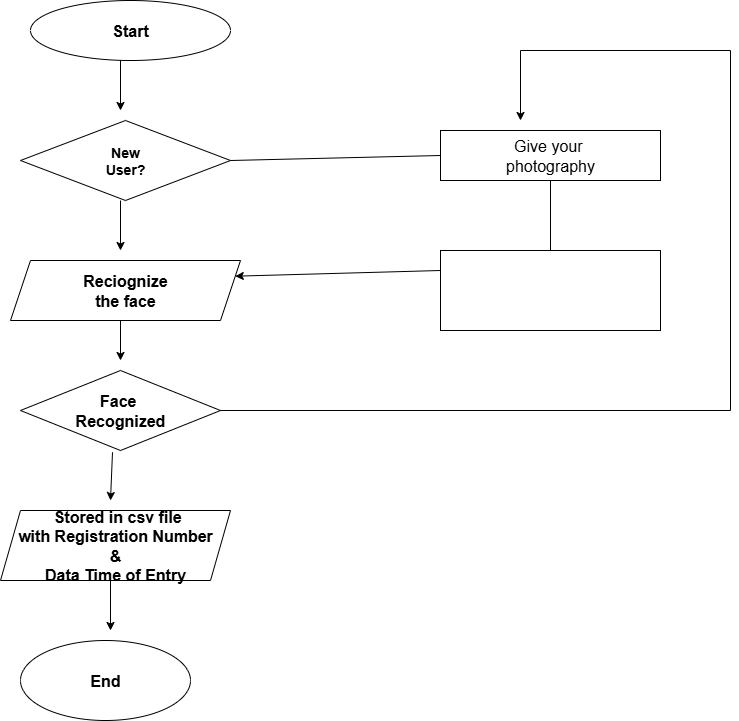 Start
New
User?
Give your
photography
Reciognize
the face
Face
Recognized
Stored in csv file
with Registration Number
&
Data Time of Entry
End